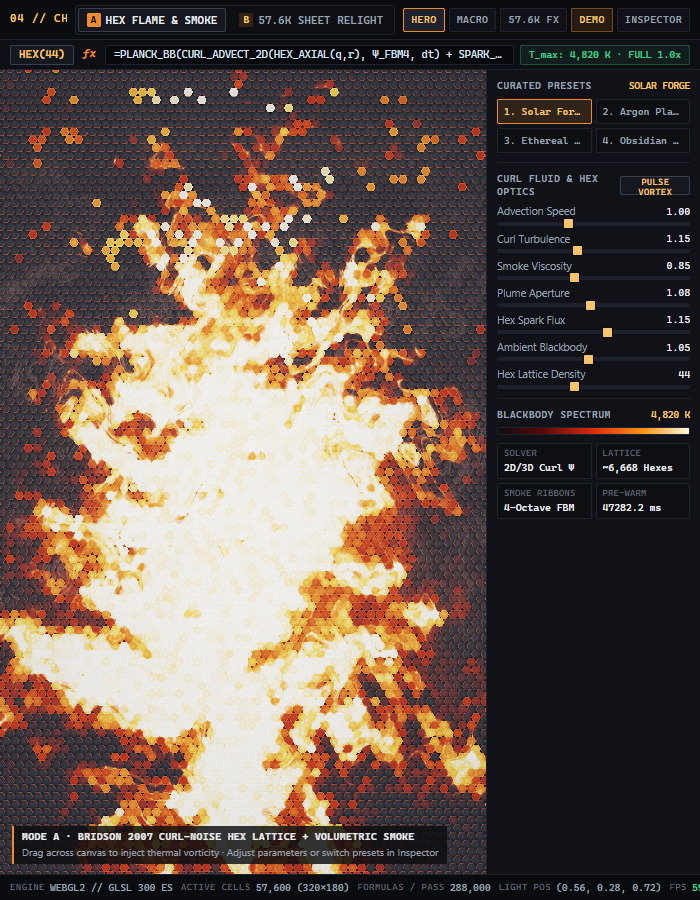 04 // CH A HEX FLAME & SMOKE B 57.6K SHEET RELIGHT HERO MACRO 57.6K FX DEMO INSPECTOR
HEX(44) ƒx =PLANCK_BB(CURL_ADVECT_2D(HEX_AXIAL(q,r), Ψ_FBM4, dt) + SPARK_… T_max: 4,820 K · FULL 1.0x
CURATED PRESETS SOLAR FORGE
1. Solar For… 2. Argon Pla…
3. Ethereal … 4. Obsidian …
CURL FLUID & HEX OPTICS
PULSE VORTEX
Advection Speed 1.00
Curl Turbulence 1.15
Smoke Viscosity 0.85
Plume Aperture 1.08
Hex Spark Flux 1.15
Ambient Blackbody 1.05
Hex Lattice Density 44
BLACKBODY SPECTRUM 4,820 K
SOLVER LATTICE
2D/3D Curl Ψ ~6,668 Hexes
SMOKE RIBBONS PRE-WARM
4-Octave FBM 47282.2 ms
MODE A · BRIDSON 2007 CURL-NOISE HEX LATTICE + VOLUMETRIC SMOKE
Drag across canvas to inject thermal vorticity · Adjust parameters or switch presets in Inspector
ENGINE WEBGL2 // GLSL 300 ES ACTIVE CELLS 57,600 (320×180) FORMULAS / PASS 288,000 LIGHT POS (0.56, 0.28, 0.72) FPS